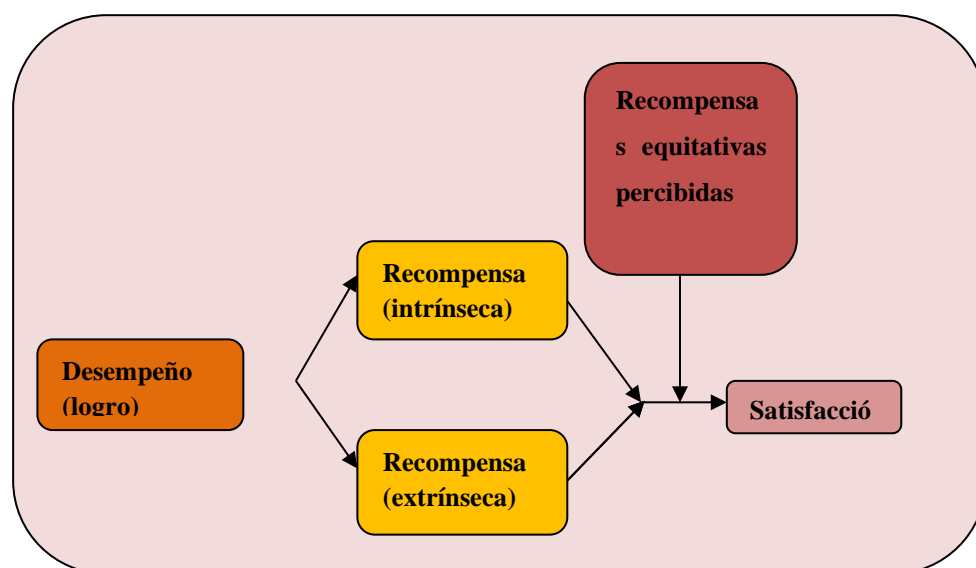 Recompensa
s equitativas
percibidas
Recompensa
(intrínseca)
Desempeño
(logro)
Satisfacció
Recompensa
(extrínseca)